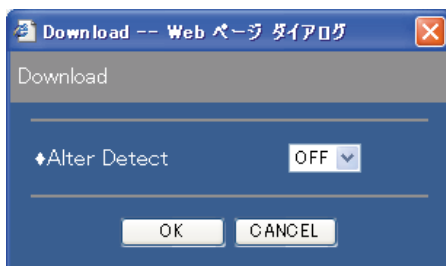 Download -- Web ページ ダイアログ
Download
♦Alter Detect OFF
OK CANCEL